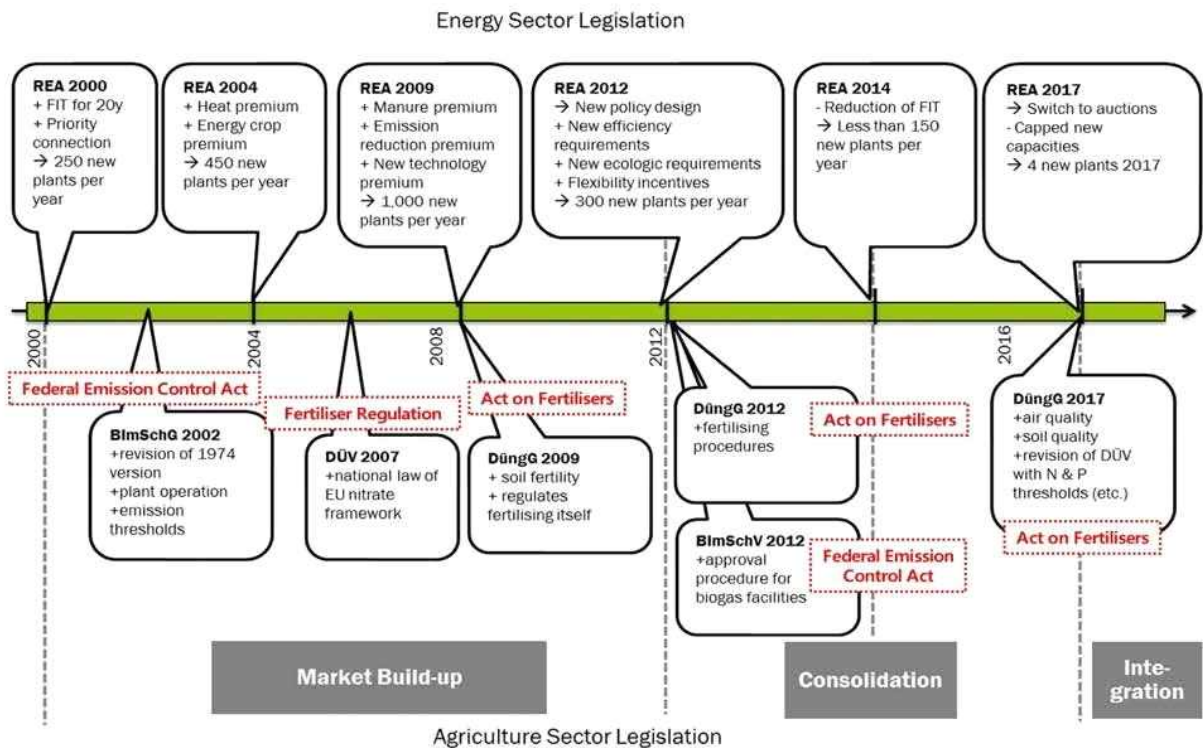 Energy Sector Legislation
REA 2000
+ FIT for 20y
+ Priority
connection
→ 250 new
plants per
year
REA 2004
+ Heat premium
+ Energy crop
premium
→ 450 new
plants per year
REA 2009
+ Manure premium
+ Emission
reduction premium
+ New technology
premium
→ 1,000 new
plants per year
REA 2012
→ New policy design
+ New efficiency
requirements
+ New ecologic requirements
+ Flexibility incentives
→ 300 new plants per year
REA 2014
- Reduction of FIT
→ Less than 150
new plants per
year
REA 2017
→ Switch to auctions
- Capped new
capacities
→ 4 new plants 2017
2000
2004
2008
2012
2016
Federal Emission Control Act
BImSchG 2002
+revision of 1974
version
+plant operation
+emission
thresholds
Fertiliser Regulation
DÜV 2007
+national law of
EU nitrate
framework
Act on Fertilisers
DüngG 2009
+ soil fertility
+ regulates
fertilising itself
DüngG 2012
+fertilising
procedures
Act on Fertilisers
BImSchV 2012
+approval
procedure for
biogas facilities
Federal Emission
Control Act
DüngG 2017
+air quality
+soil quality
+revision of DÜV
with N & P
thresholds (etc.)
Act on Fertilisers
Market Build-up
Consolidation
Inte-
gration
Agriculture Sector Legislation